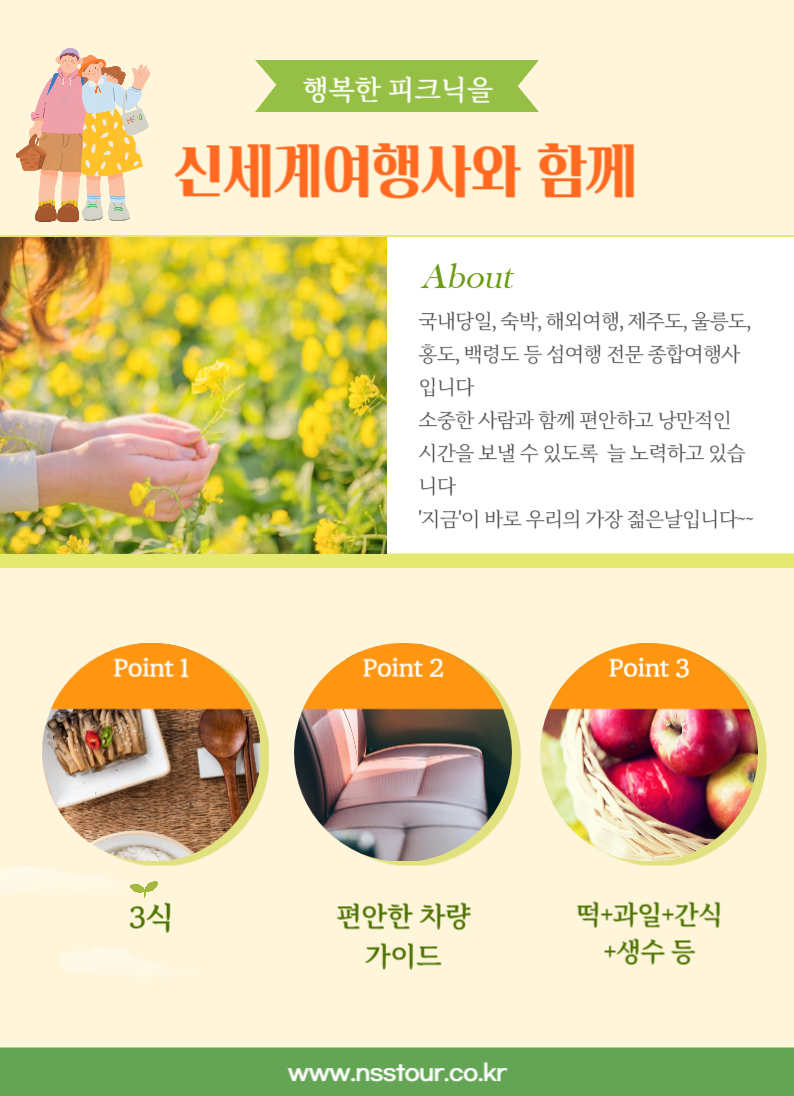 행복한 피크닉을
신세계여행사와 함께
About
국내당일, 숙박, 해외여행, 제주도, 울릉도,
홍도, 백령도 등 섬여행 전문 종합여행사
입니다
소중한 사람과 함께 편안하고 낭만적인
시간을 보낼 수 있도록 늘 노력하고 있습
니다
'지금'이 바로 우리의 가장 젊은날입니다~~
Point 1
Point 2
Point 3
3식
편안한 차량
가이드
떡+과일+간식
+생수 등
www.nsstour.co.kr